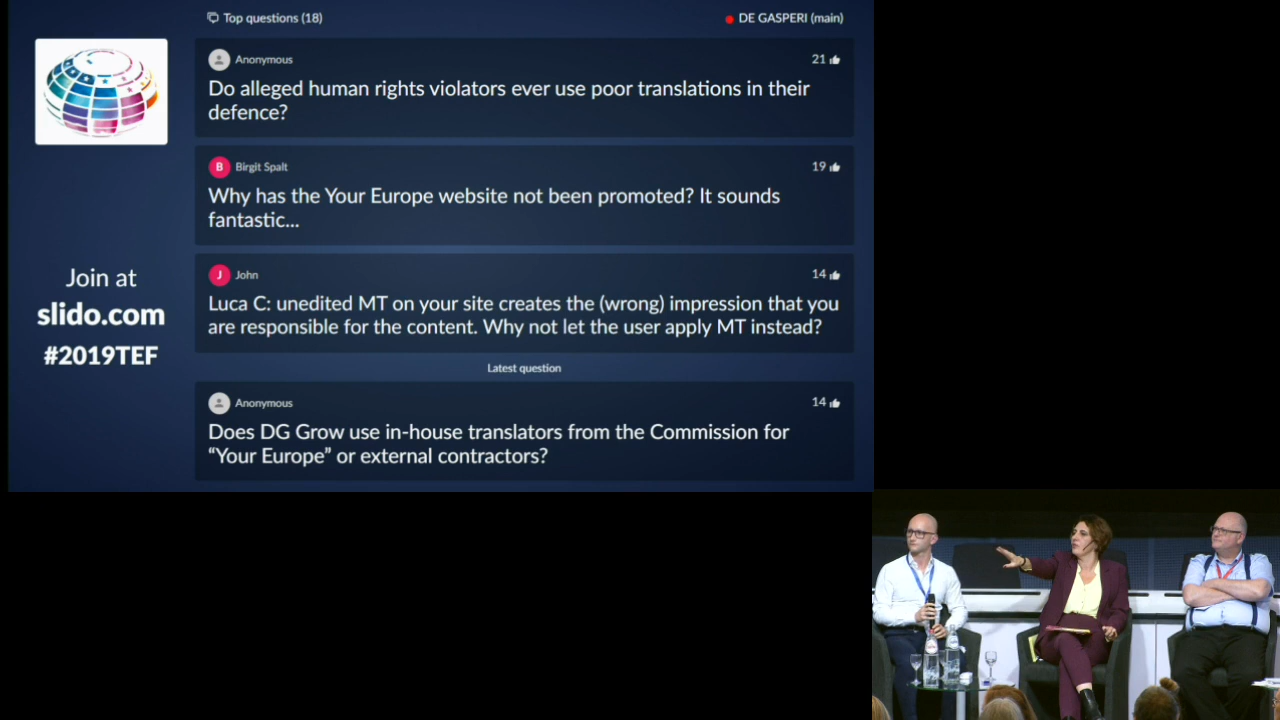 Top questions (18)
DE GASPERI (main)
Anonymous
21
Do alleged human rights violators ever use poor translations in their
defence?
B
Birgit Spalt
19
Why has the Your Europe website not been promoted? It sounds
fantastic...
J
John
14
Luca C: unedited MT on your site creates the (wrong) impression that you
are responsible for the content. Why not let the user apply MT instead?
Latest question
Anonymous
14
Does DG Grow use in-house translators from the Commission for
“Your Europe” or external contractors?
Join at
slido.com
#2019TEF